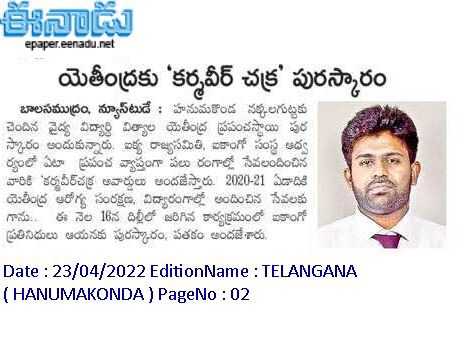 ఈనాడు
epaper.eenadu.net
యెతీంద్రకు ‘కర్మవీర్ చక్ర’ పురస్కారం
బాలసముద్రం, న్యూస్‌టుడే : హనుమకొండ నక్కలగుట్టకు
చెందిన వైద్య విద్యార్థి విత్యాల యెతీంద్ర ప్రపంచస్థాయి పుర
స్కారం అందుకున్నారు. ఐక్య రాజ్యసమితి, ఐకాంగో సంస్థ ఆధ్వ
ర్యంలో ఏటా ప్రపంచ వ్యాప్తంగా పలు రంగాల్లో సేవలందించిన
వారికి ‘కర్మవీర్‌చక్ర అవార్డులు అందజేస్తారు. 2020-21 ఏడాదికి
యెతీంద్ర ఆరోగ్య సంరక్షణ, విద్యారంగాల్లో అందించిన సేవలకు
గాను.. ఈ నెల 16న దిల్లీలో జరిగిన కార్యక్రమంలో ఐకాంగో
ప్రతినిధులు ఆయనకు పురస్కారం, పతకం అందజేశారు.
Date : 23/04/2022 EditionName : TELANGANA
( HANUMAKONDA ) PageNo : 02